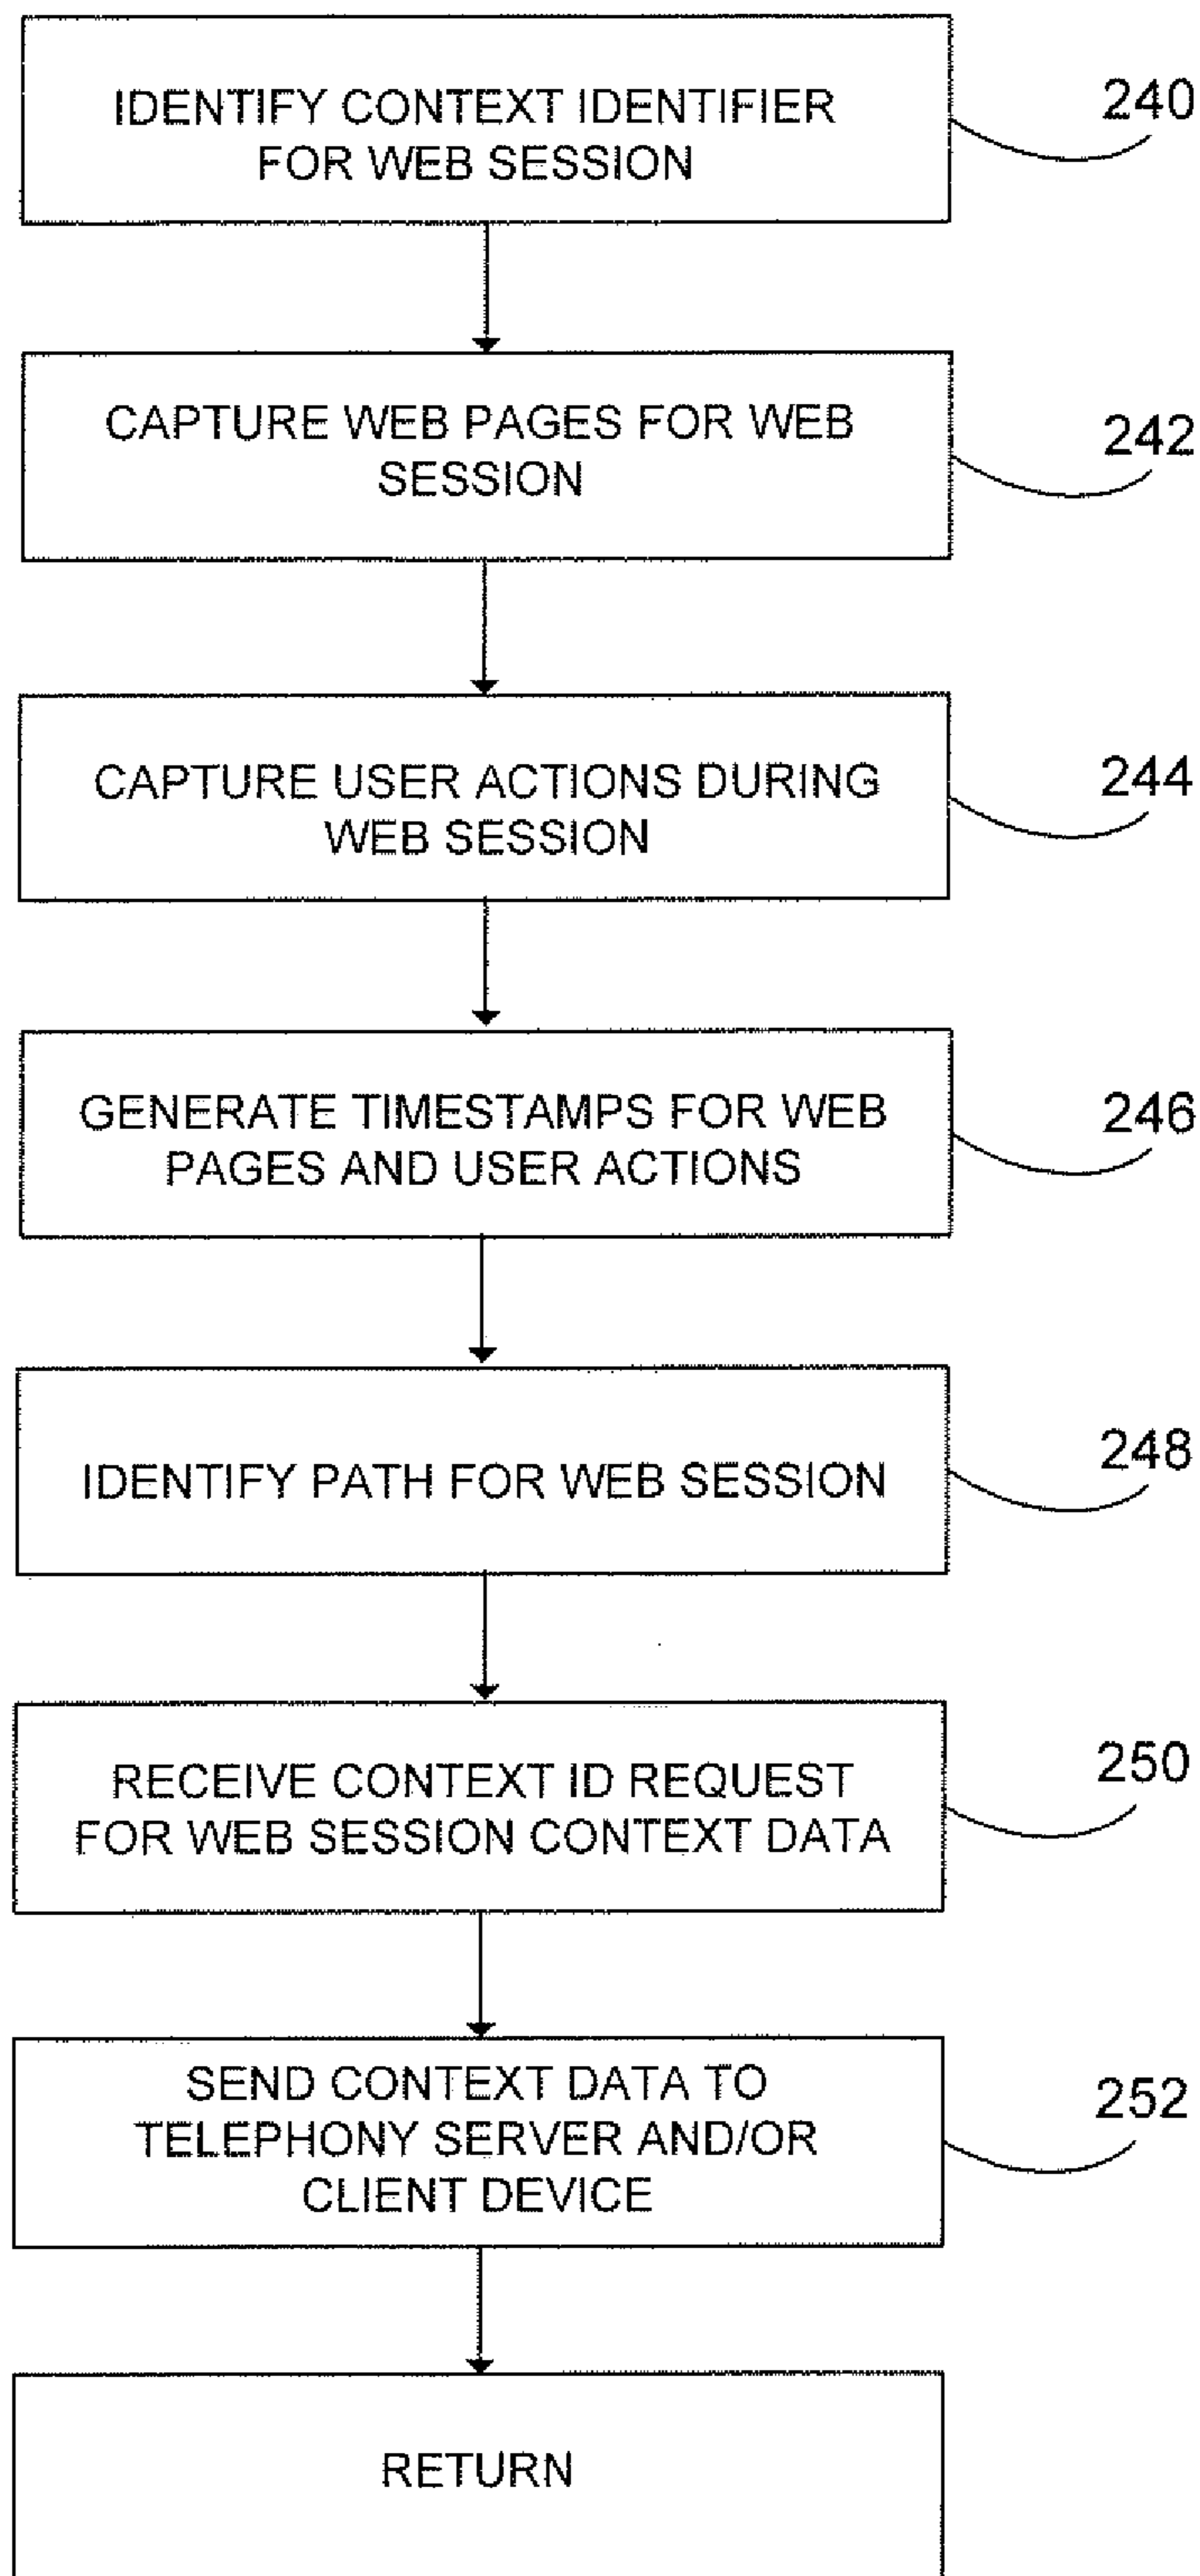 IDENTIFY CONTEXT IDENTIFIER
FOR WEB SESSION
240
CAPTURE WEB PAGES FOR WEB
SESSION
242
CAPTURE USER ACTIONS DURING
WEB SESSION
244
GENERATE TIMESTAMPS FOR WEB
PAGES AND USER ACTIONS
246
IDENTIFY PATH FOR WEB SESSION
248
RECEIVE CONTEXT ID REQUEST
FOR WEB SESSION CONTEXT DATA
250
SEND CONTEXT DATA TO
TELEPHONY SERVER AND/OR
CLIENT DEVICE
252
RETURN